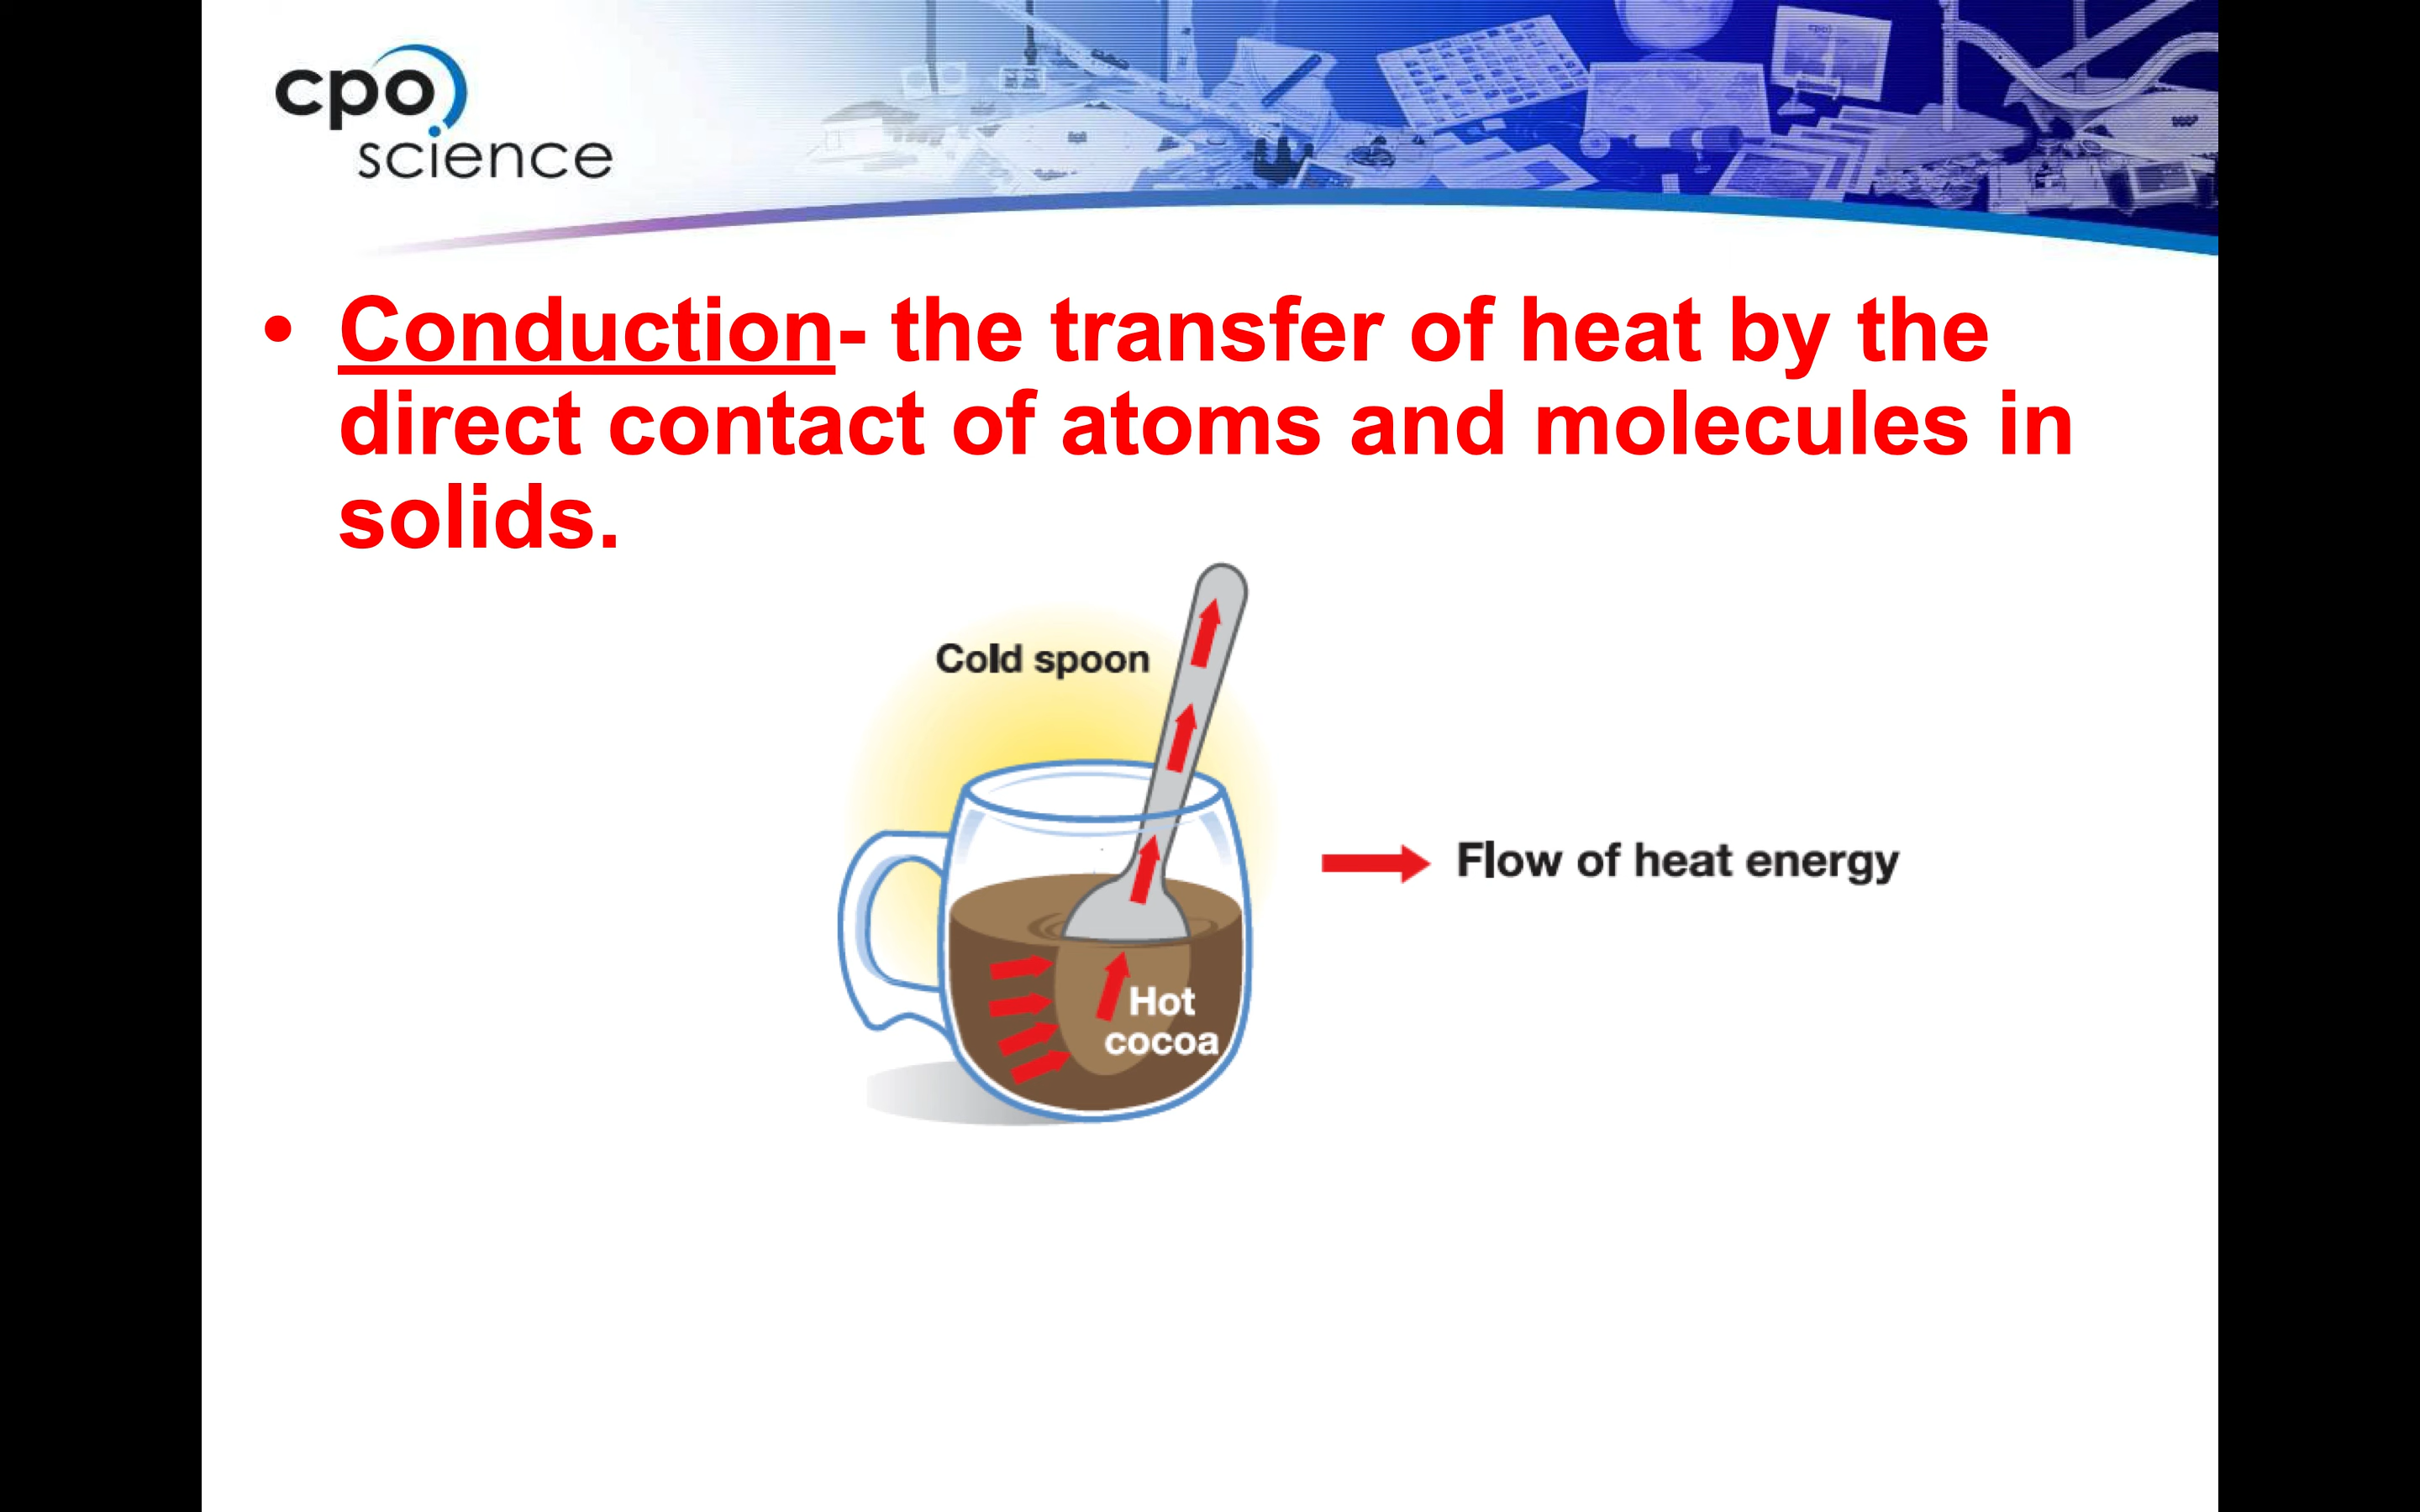 cpo
science
• Conduction- the transfer of heat by the
direct contact of atoms and molecules in
solids.
Cold spoon
Flow of heat energy
Hot
cocoa